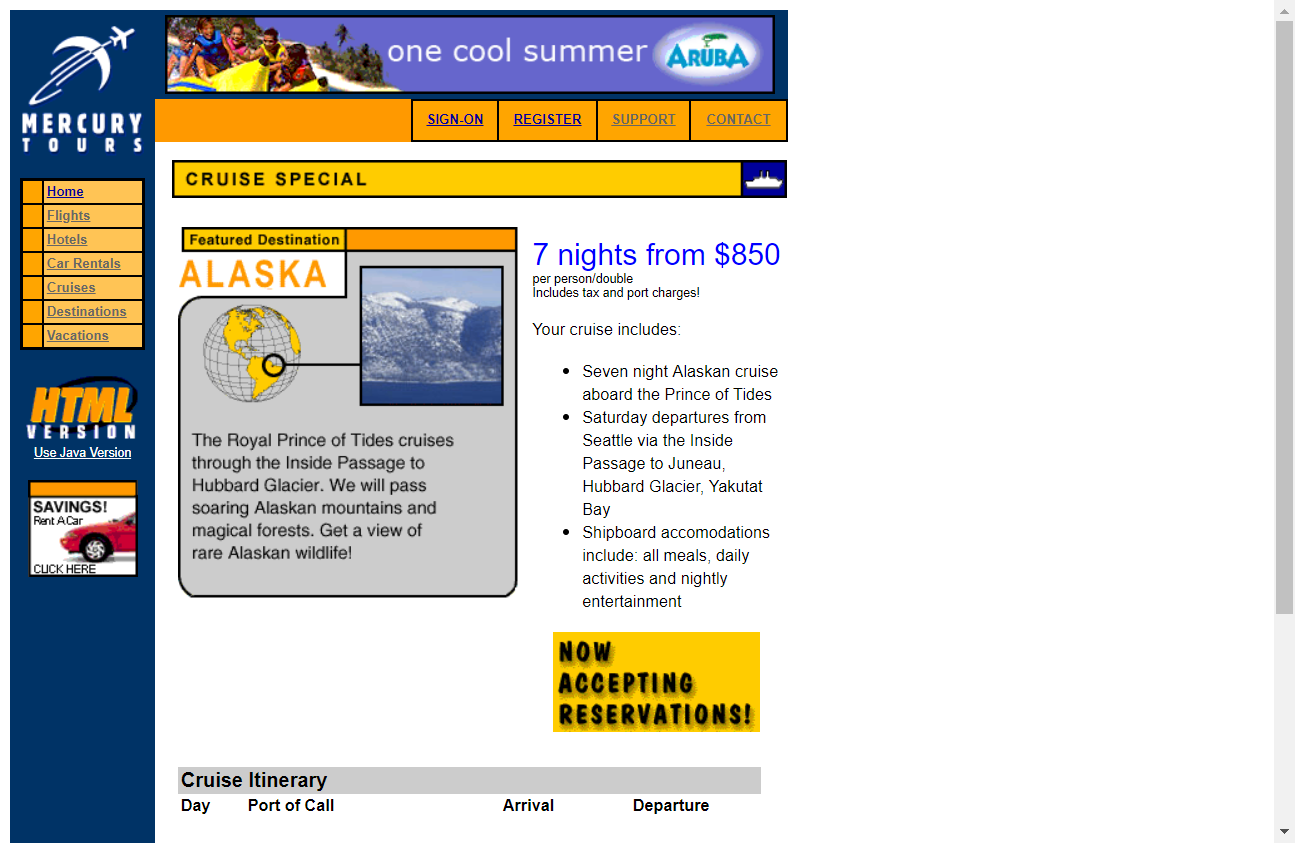 one cool summer ARUBA
MERCURY
TOURS
SIGN-ON REGISTER SUPPORT CONTACT
CRUISE SPECIAL
Home
Flights
Hotels
Car Rentals
Cruises
Destinations
Vacations
HTML
VERSION
Use Java Version
SAVINGS!
Rent A Car
CLICK HERE
Featured Destination
ALASKA
The Royal Prince of Tides cruises
through the Inside Passage to
Hubbard Glacier. We will pass
soaring Alaskan mountains and
magical forests. Get a view of
rare Alaskan wildlife!
7 nights from $850
per person/double
Includes tax and port charges!
Your cruise includes:
• Seven night Alaskan cruise
aboard the Prince of Tides
• Saturday departures from
Seattle via the Inside
Passage to Juneau,
Hubbard Glacier, Yakutat
Bay
• Shipboard accomodations
include: all meals, daily
activities and nightly
entertainment
NOW
ACCEPTING
RESERVATIONS!
Cruise Itinerary
Day Port of Call Arrival Departure